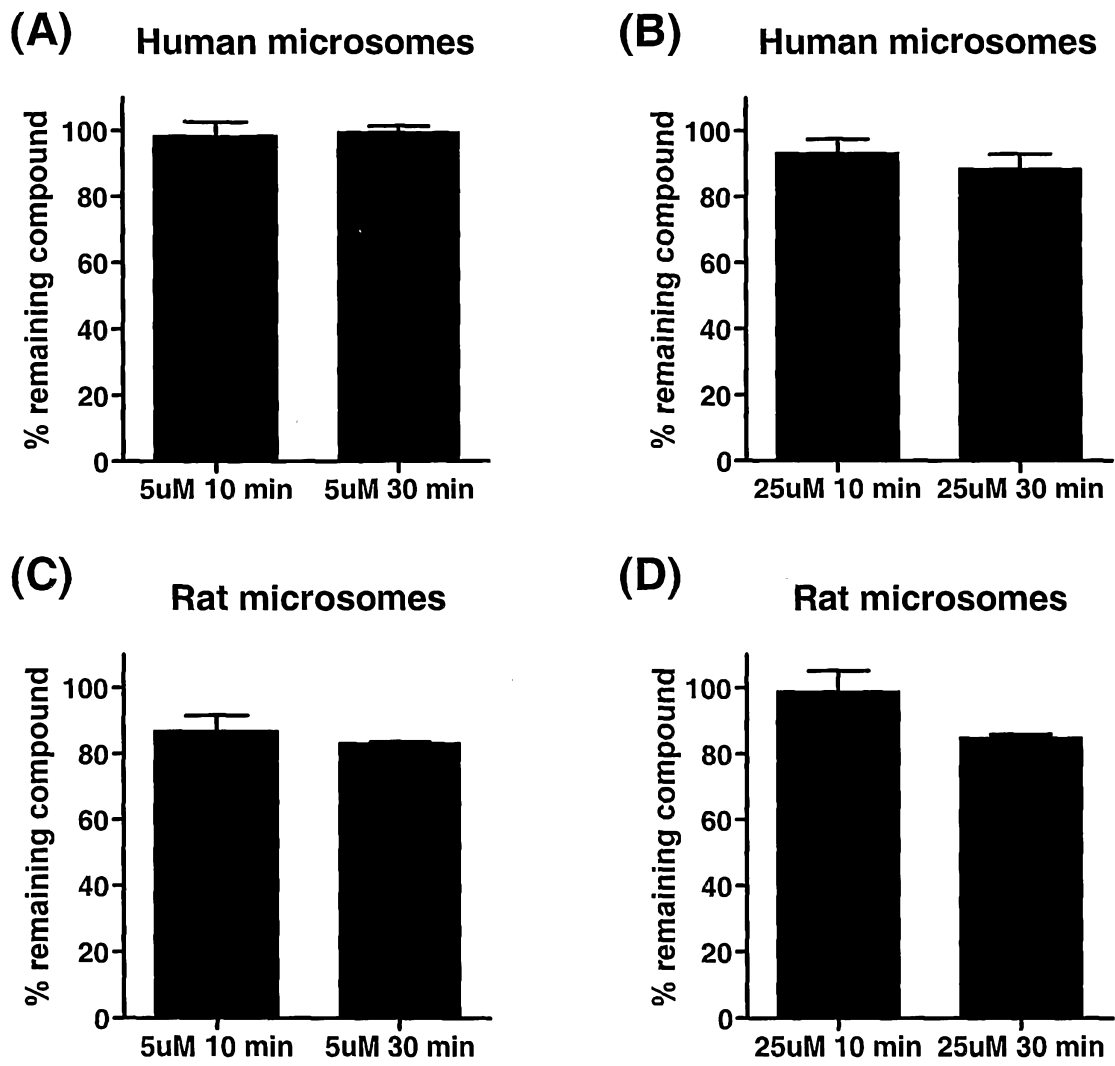 (A)
Human microsomes
% remaining compound
100
80
60
40
20
0
5uM 10 min 5uM 30 min
(B)
Human microsomes
% remaining compound
100
80
60
40
20
0
25uM 10 min 25uM 30 min
(C)
Rat microsomes
% remaining compound
100
80
60
40
20
0
5uM 10 min 5uM 30 min
(D)
Rat microsomes
% remaining compound
100
80
60
40
20
0
25uM 10 min 25uM 30 min